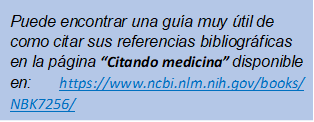 Puede encontrar una guía muy útil de
como citar sus referencias bibliográficas
en la página “Citando medicina” disponible
en: https://www.ncbi.nlm.nih.gov/books/
NBK7256/